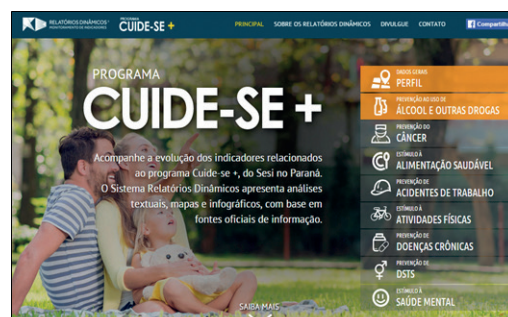 RELATÓRIOS DINÂMICOS
MONITORAMENTO DE INDICADORES
PROGRAMA
CUIDE-SE +
PRINCIPAL
SOBRE OS RELATÓRIOS DINÂMICOS
DIVULGUE
CONTATO
Compartilh
PROGRAMA
CUIDE-SE +
Acompanhe a evolução dos indicadores relacionados
ao programa Cuide-se +, do Sesi no Paraná.
O Sistema Relatórios Dinâmicos apresenta análises
textuais, mapas e infográficos, com base em
fontes oficiais de informação.
SAIBA MAIS
DADOS GERAIS
PERFIL
PREVENÇÃO AO USO DE
ÁLCOOL E OUTRAS DROGAS
PREVENÇÃO DO
CÂNCER
ESTÍMULO À
ALIMENTAÇÃO SAUDÁVEL
PREVENÇÃO DE
ACIDENTES DE TRABALHO
ESTÍMULO A
ATIVIDADES FÍSICAS
PREVENÇÃO DE
DOENÇAS CRÔNICAS
PREVENÇÃO DE
DSTS
ESTÍMULO À
SAÚDE MENTAL